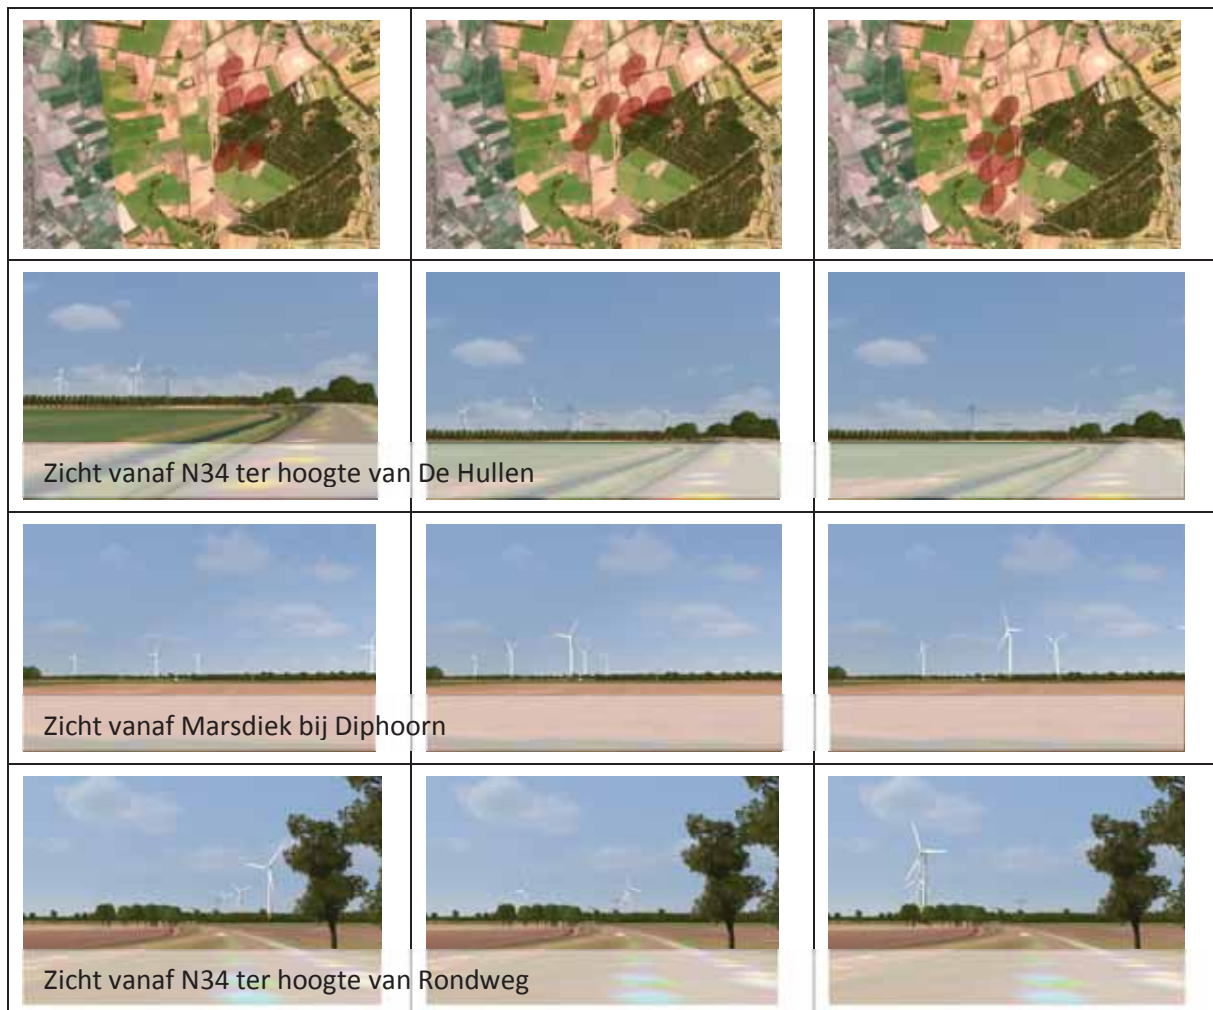 Zicht vanaf N34 ter hoogte van De Hullen
Zicht vanaf Marsdiek bij Diphoorn
Zicht vanaf N34 ter hoogte van Rondweg